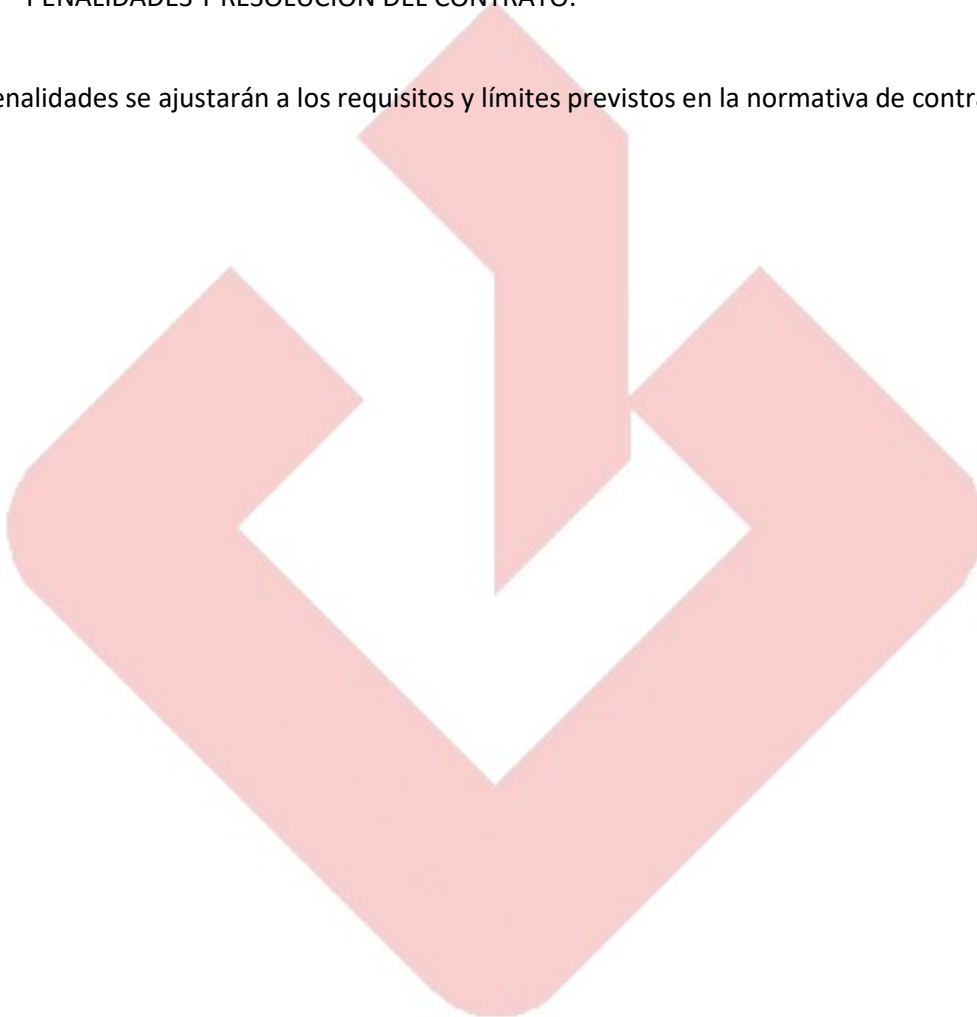 PENALIDADES Y RESOLUCIÓN DEL CONTRATO.
enalidades se ajustarán a los requisitos y límites previstos en la normativa de contra